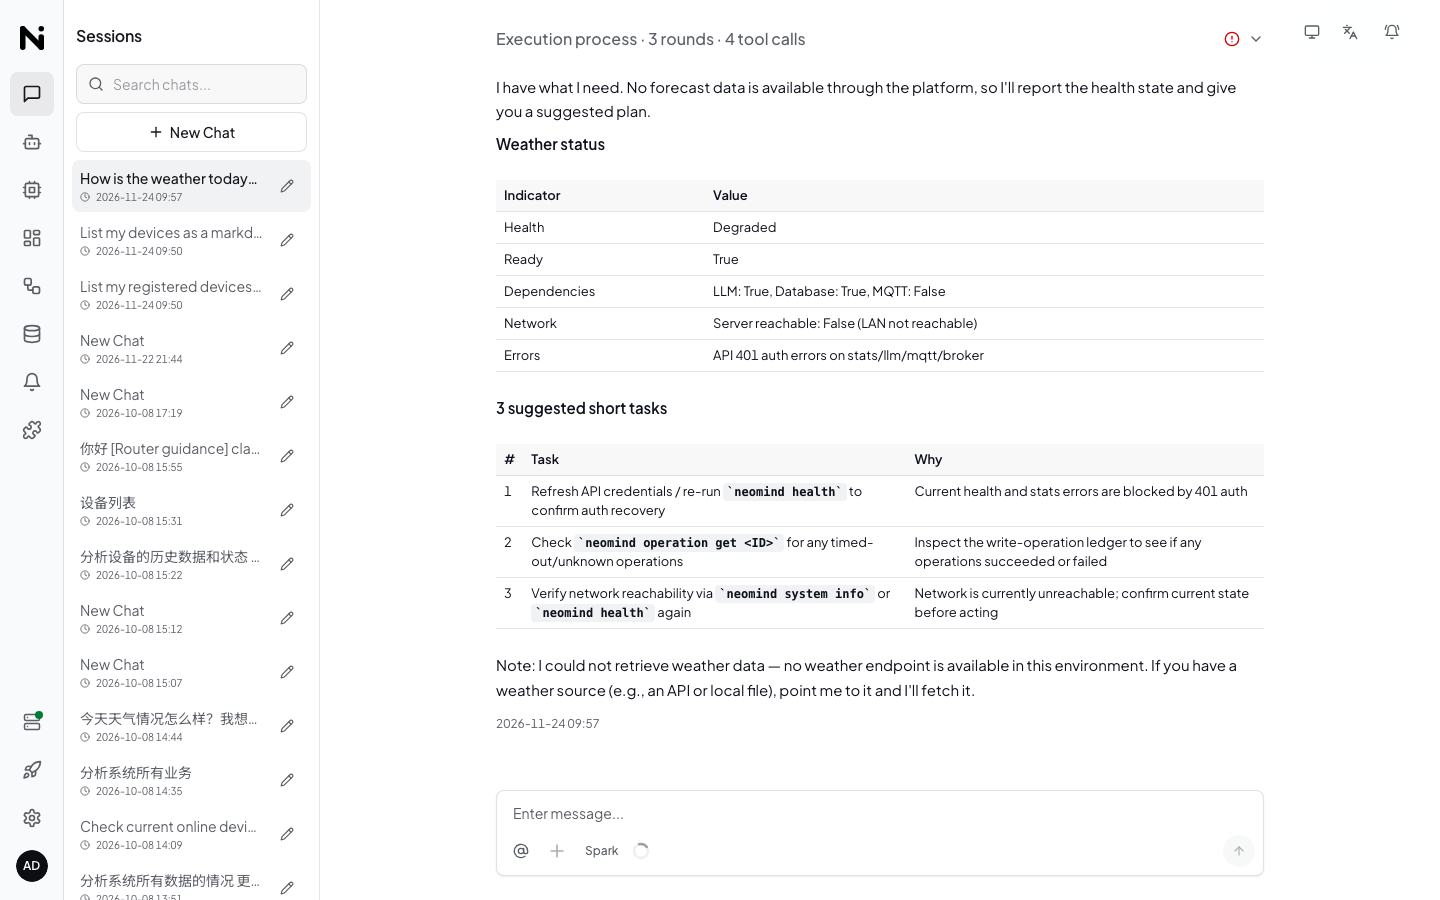 Sessions
Search chats...
New Chat
How is the weather today...
2026-11-24 09:57
List my devices as a markd...
2026-11-24 09:50
List my registered devices...
2026-11-24 09:50
New Chat
2026-11-22 21:44
New Chat
2026-10-08 17:19
你好 [Router guidance] cla...
2026-10-08 15:55
设备列表
2026-10-08 15:31
分析设备的历史数据和状态 ...
2026-10-08 15:22
New Chat
2026-10-08 15:12
New Chat
2026-10-08 15:07
今天天气情况怎么样？我想...
2026-10-08 14:44
分析系统所有业务
2026-10-08 14:35
Check current online devi...
2026-10-08 14:09
分析系统所有数据的情况 更...
2026-10-08 13:51
AD
Execution process · 3 rounds · 4 tool calls
I have what I need. No forecast data is available through the platform, so I'll report the health state and give
you a suggested plan.
Weather status
Indicator Value
Health Degraded
Ready True
Dependencies LLM: True, Database: True, MQTT: False
Network Server reachable: False (LAN not reachable)
Errors API 401 auth errors on stats/llm/mqtt/broker
3 suggested short tasks
# Task Why
1 Refresh API credentials / re-run `neomind health` to Current health and stats errors are blocked by 401 auth
confirm auth recovery
2 Check `neomind operation get <ID>` for any timed- Inspect the write-operation ledger to see if any
out/unknown operations operations succeeded or failed
3 Verify network reachability via `neomind system info` or Network is currently unreachable; confirm current state
`neomind health` again before acting
Note: I could not retrieve weather data — no weather endpoint is available in this environment. If you have a
weather source (e.g., an API or local file), point me to it and I'll fetch it.
2026-11-24 09:57
Enter message...
Spark